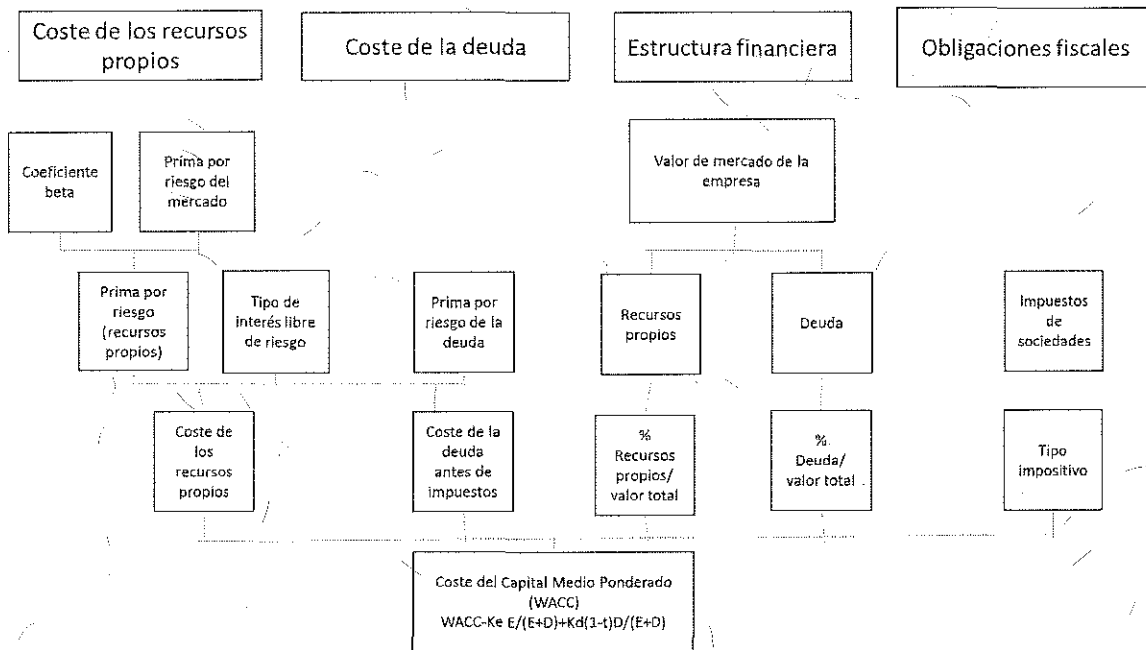 Coste de los recursos
propios
Coste de la deuda
Estructura financiera
Obligaciones fiscales
Coeficiente
beta
Prima por
riesgo del
mercado
Valor de mercado de la
empresa
Prima por
riesgo
(recursos
propios)
Tipo de
interés libre
de riesgo
Prima por
riesgo de la
deuda
Recursos
propios
Deuda
Impuestos
de
sociedades
Coste de
los
recursos
propios
Coste de la
deuda
antes de
impuestos
%
Recursos
propios/
valor total
%
Deuda/
valor total
Tipo
impositivo
Coste del Capital Medio Ponderado
(WACC)
WACC-Ke E/(E+D)+Kd(1-t)D/(E+D)